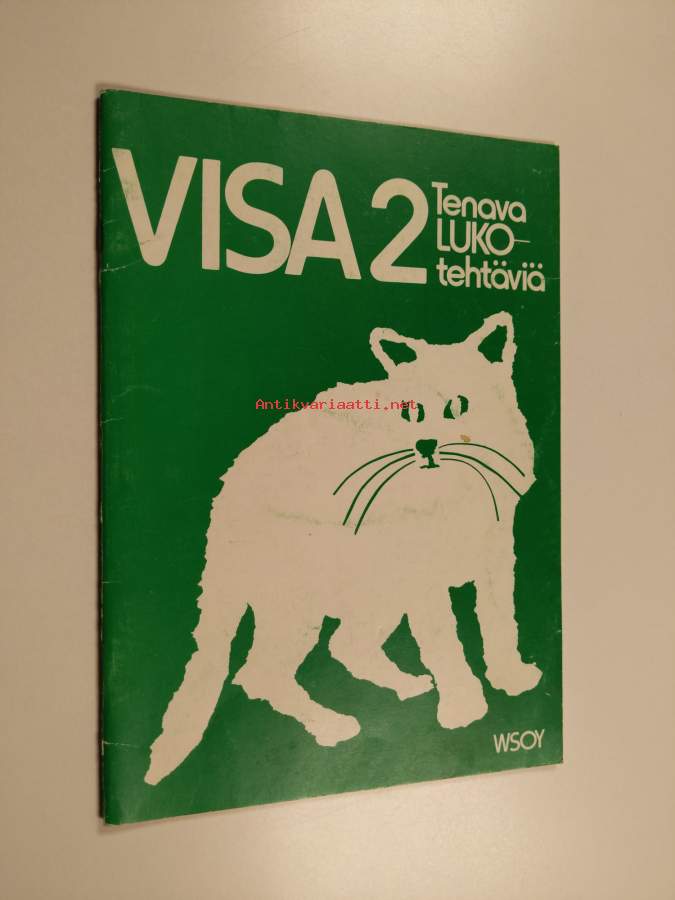 VISA 2
Tenava
LUKO-
tehtäviä
Antikvariaatti.net
WSOY